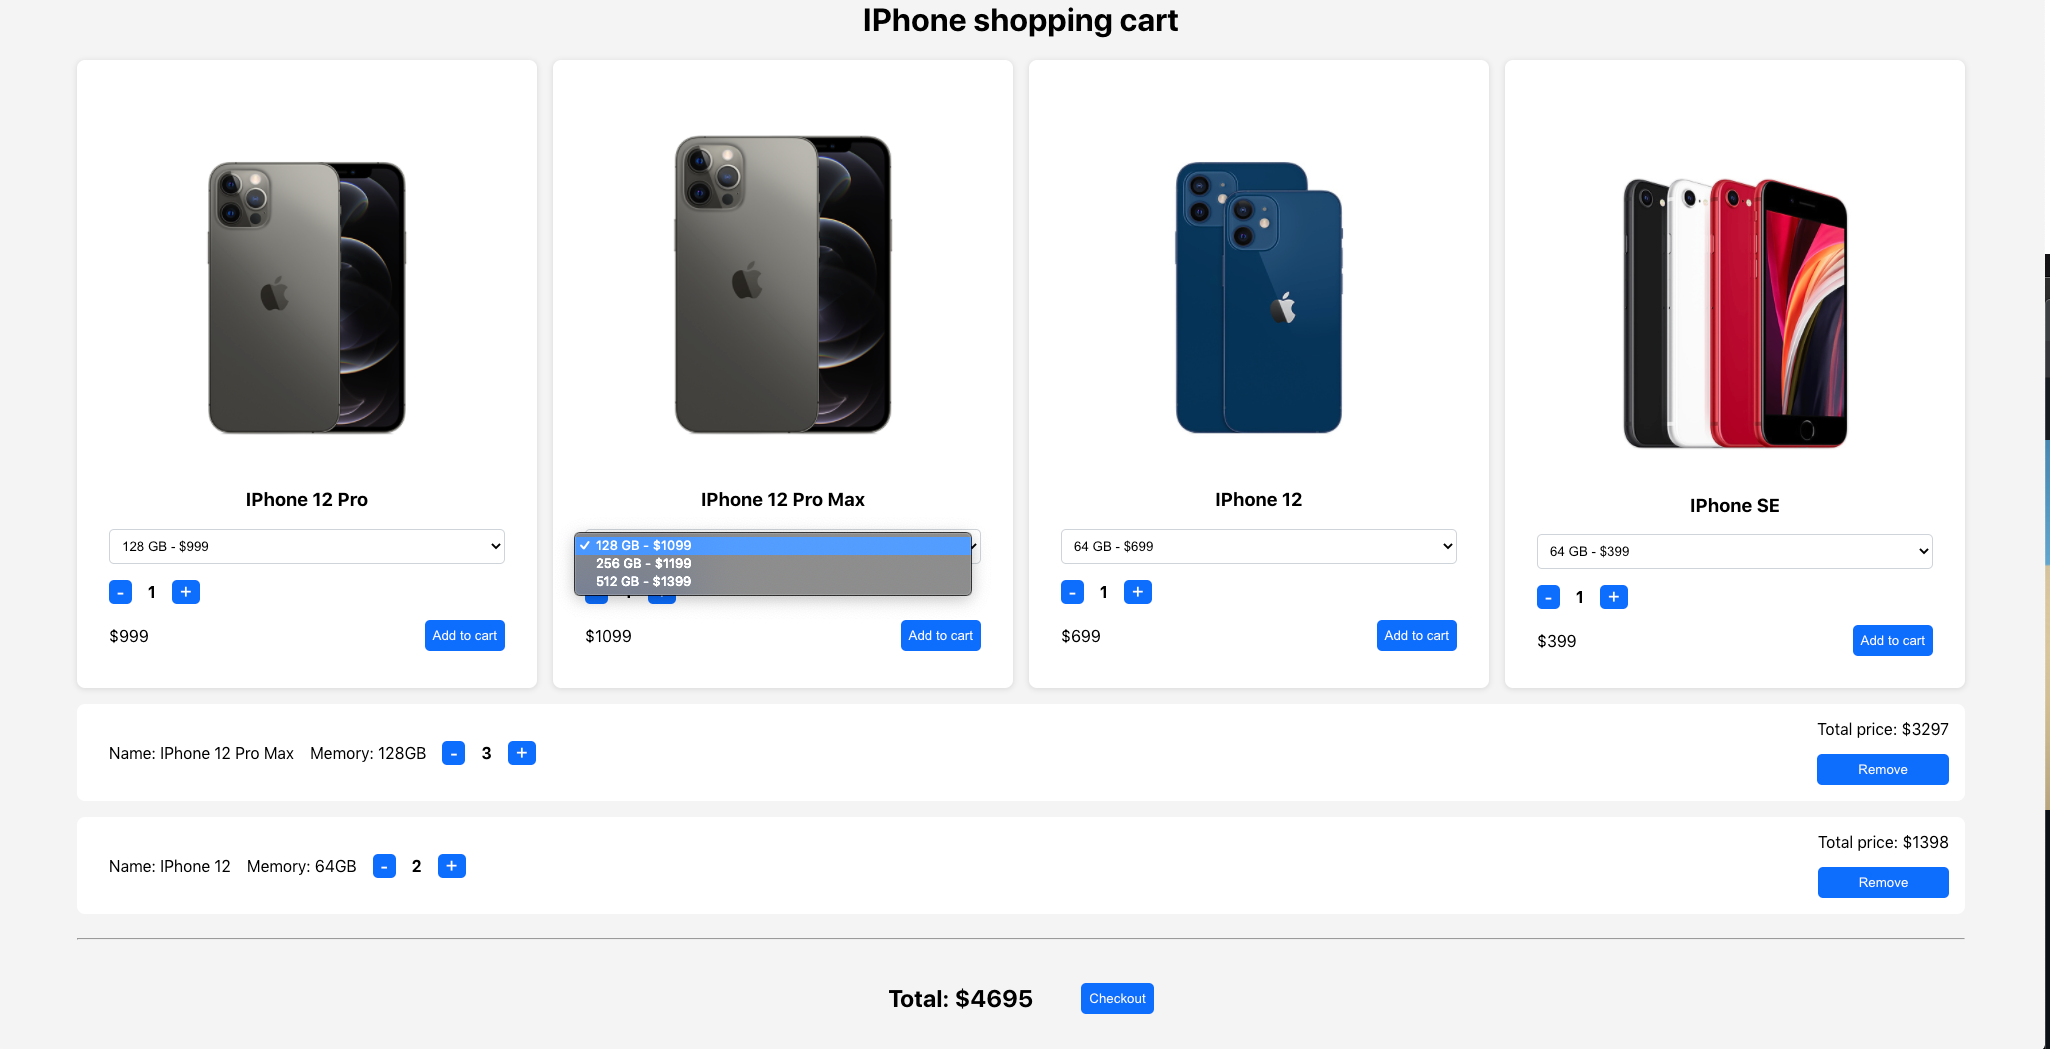 IPhone shopping cart
IPhone 12 Pro
128 GB - $999
- 1 +
$999 Add to cart
IPhone 12 Pro Max
128 GB - $1099
256 GB - $1199
512 GB - $1399
$1099 Add to cart
IPhone 12
64 GB - $699
- 1 +
$699 Add to cart
IPhone SE
64 GB - $399
- 1 +
$399 Add to cart
Name: IPhone 12 Pro Max Memory: 128GB - 3 +
Total price: $3297
Remove
Name: IPhone 12 Memory: 64GB - 2 +
Total price: $1398
Remove
Total: $4695 Checkout